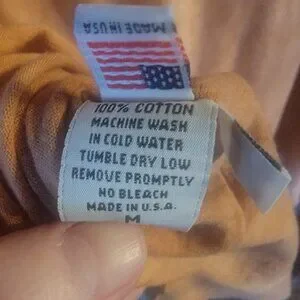 MADE IN USA
100% COTTON
MACHINE WASH
IN COLD WATER
TUMBLE DRY LOW
REMOVE PROMPTLY
NO BLEACH
MADE IN U.S.A.
M